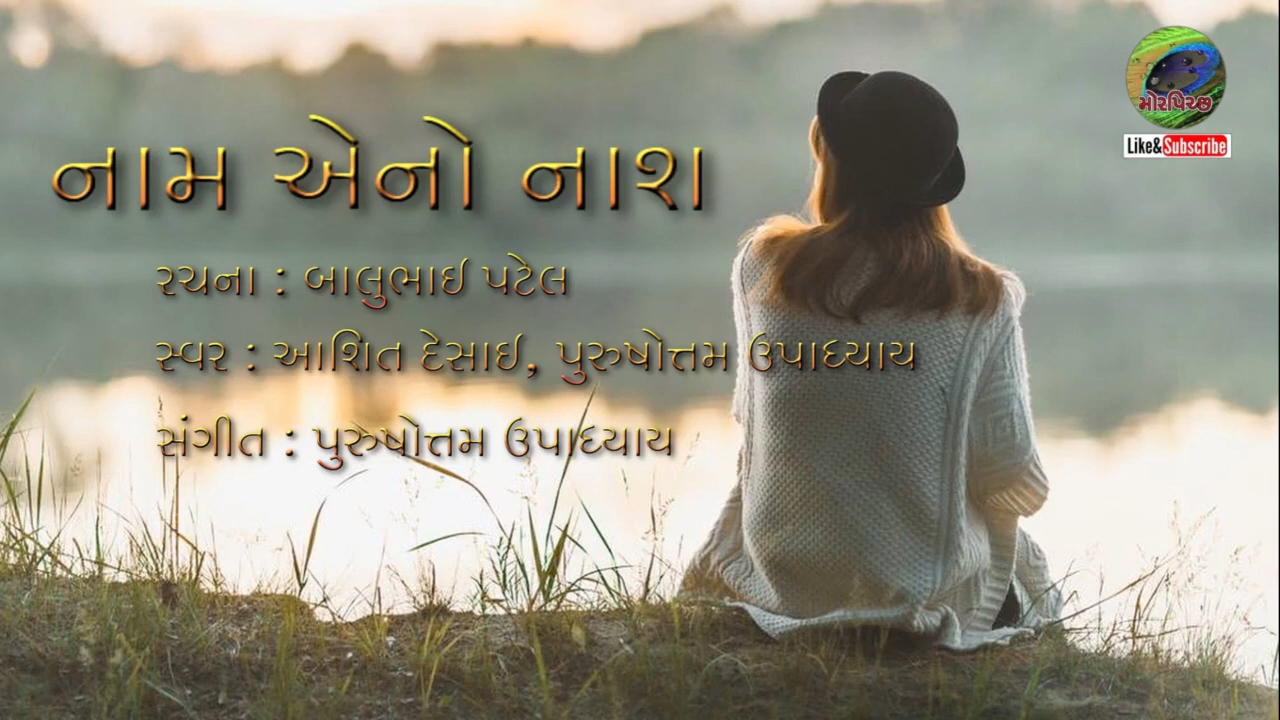 મોરપિચ્છ
Like&Subscribe
નામ એનો નાશ
રચના : બાલુભાઈ પટેલ
સ્વર : આશિત દેસાઈ, પુરુષોત્તમ ઉપાધ્યાય
સંગીત : પુરુષોત્તમ ઉપાધ્યાય